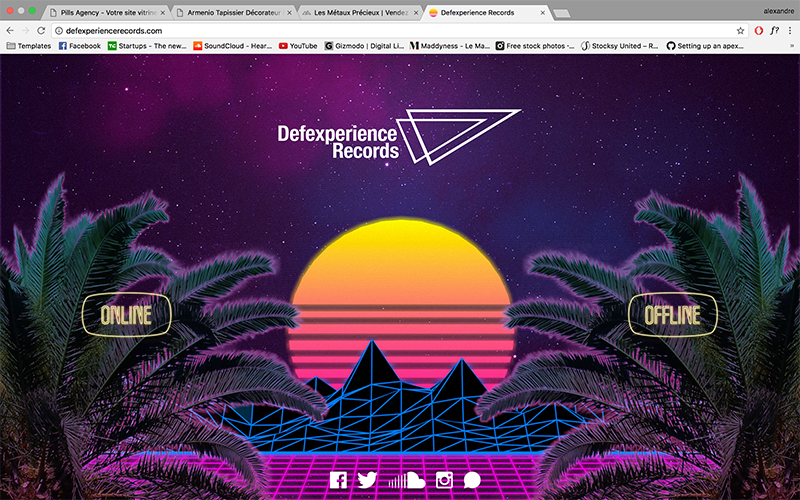 Pills Agency - Votre site vitrine
Armenio Tapissier Décorateur
Les Métaux Précieux | Vendez
Defexperience Records
alexandre
defexperiencerecords.com
f?
Templates
Facebook
Startups - The new...
SoundCloud - Hear...
YouTube
Gizmodo | Digital Li...
Maddyness - Le Ma...
Free stock photos -...
Stocksy United – R...
Setting up an apex...
»
Defexperience
Records
ONLINE
OFFLINE